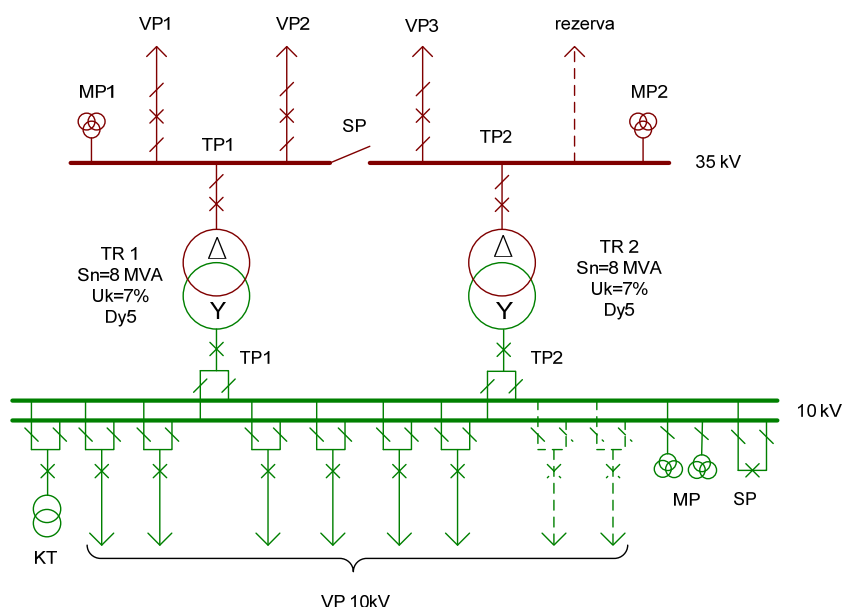 VP1
VP2
VP3
rezerva
MP1
MP2
SP
TP1
TP2
35 kV
Δ
Δ
TR 1
Sn=8 MVA
Uk=7%
Dy5
TR 2
Sn=8 MVA
Uk=7%
Dy5
Y
Y
TP1
TP2
10 kV
MP
SP
KT
VP 10kV